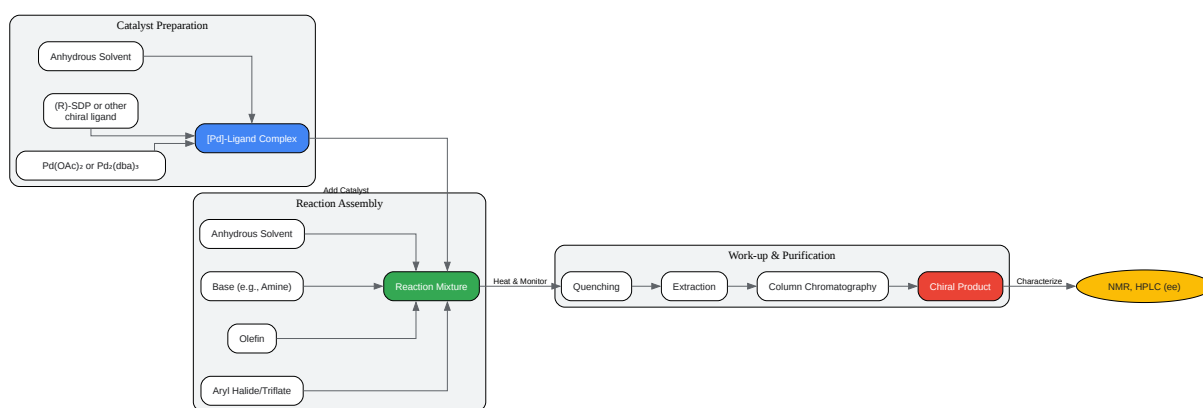 Catalyst Preparation
Anhydrous Solvent
(R)-SDP or other
chiral ligand
[Pd]-Ligand Complex
Pd(OAc)₂ or Pd₂(dba)₃
Add Catalyst
Reaction Assembly
Anhydrous Solvent
Base (e.g., Amine)
Reaction Mixture
Olefin
Aryl Halide/Triflate
Heat & Monitor
Work-up & Purification
Quenching
Extraction
Column Chromatography
Chiral Product
Characterize
NMR, HPLC (ee)